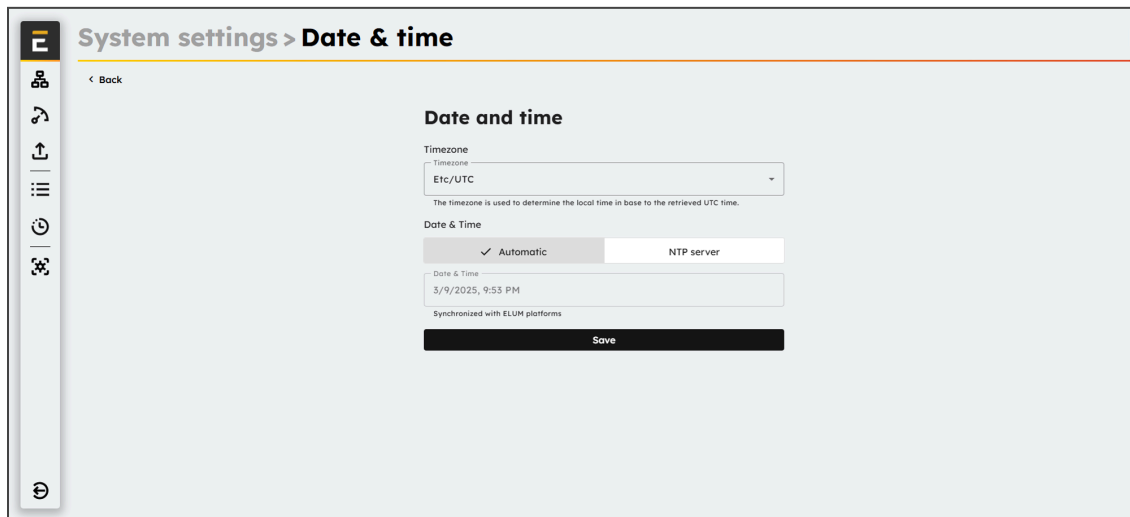 System settings > Date & time
< Back
Date and time
Timezone
Timezone
Etc/UTC
The timezone is used to determine the local time in base to the retrieved UTC time.
Date & Time
Automatic
NTP server
Date & Time
3/9/2025, 9:53 PM
Synchronized with ELUM platforms
Save